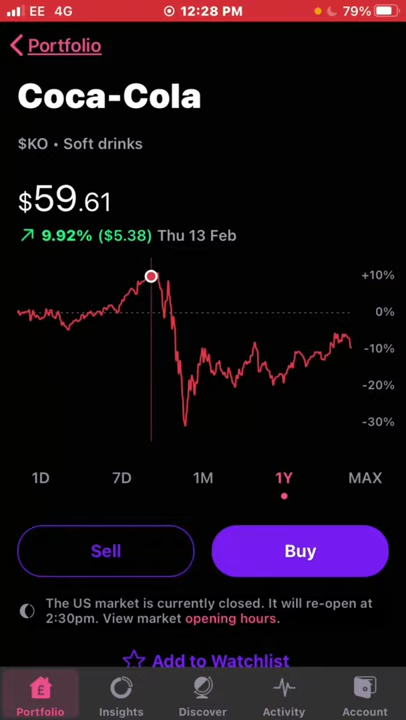 EE 4G 12:28 PM 79%
Portfolio
Coca-Cola
$KO • Soft drinks
$59.61
9.92% ($5.38) Thu 13 Feb
+10%
0%
-10%
-20%
-30%
1D 7D 1M 1Y MAX
Sell Buy
The US market is currently closed. It will re-open at
2:30pm. View market opening hours.
Add to Watchlist
£
Portfolio Insights Discover Activity Account